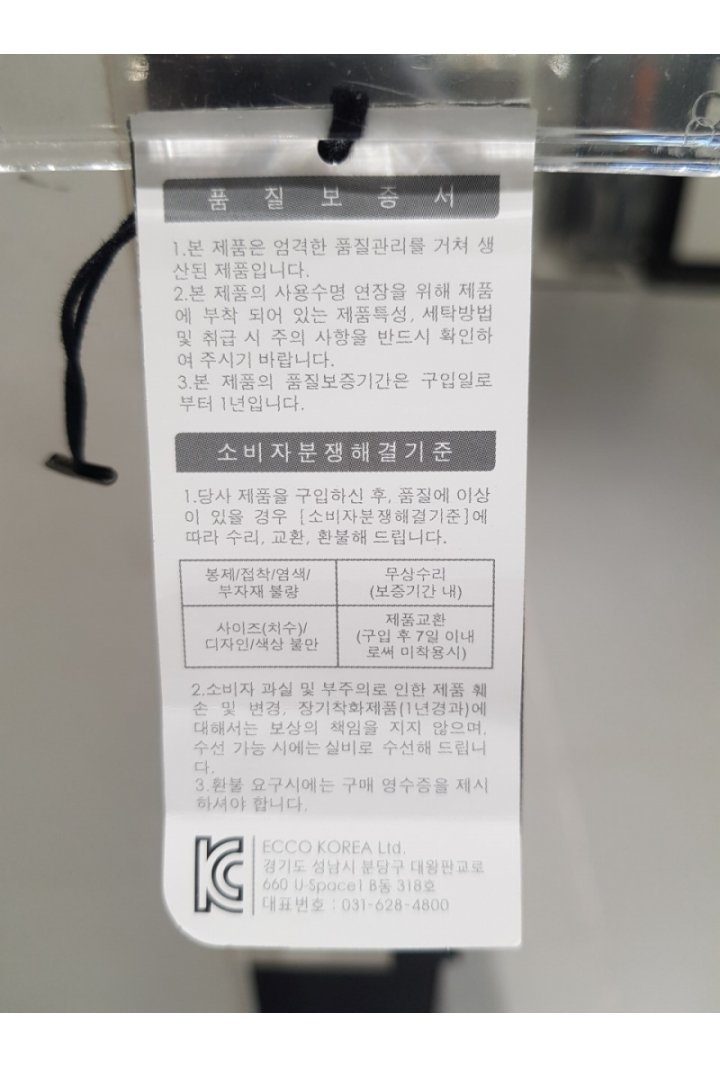 품질보증서
1.본 제품은 엄격한 품질관리를 거쳐 생
산된 제품입니다.
2.본 제품의 사용수명 연장을 위해 제품
에 부착 되어 있는 제품특성, 세탁방법
및 취급 시 주의 사항을 반드시 확인하
여 주시기 바랍니다.
3.본 제품의 품질보증기간은 구입일로
부터 1년입니다.
소비자분쟁해결기준
1.당사 제품을 구입하신 후, 품질에 이상
이 있을 경우 [소비자분쟁해결기준]에
따라 수리, 교환, 환불해 드립니다.
봉제/접착/염색/
부자재 불량
무상수리
(보증기간 내)
사이즈(치수)/
디자인/색상 불만
제품교환
(구입 후 7일 이내
로써 미착용시)
2.소비자 과실 및 부주의로 인한 제품 훼
손 및 변경, 장기착화제품(1년경과)에
대해서는 보상의 책임을 지지 않으며,
수선 가능 시에는 실비로 수선해 드립니
다.
3.환불 요구시에는 구매 영수증을 제시
하셔야 합니다.
KC
ECCO KOREA Ltd.
경기도 성남시 분당구 대왕판교로
660 U-Space1 B동 318호
대표번호 : 031-628-4800